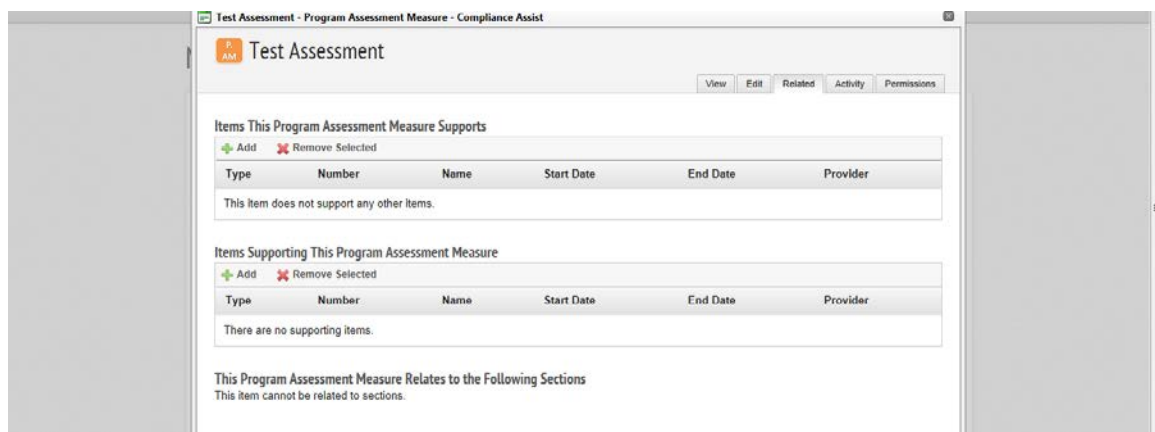 Test Assessment - Program Assessment Measure - Compliance Assist
P.
AM
Test Assessment
View Edit Related Activity Permissions
Items This Program Assessment Measure Supports
Add Remove Selected
Type Number Name Start Date End Date Provider
This item does not support any other items.
Items Supporting This Program Assessment Measure
Add Remove Selected
Type Number Name Start Date End Date Provider
There are no supporting items.
This Program Assessment Measure Relates to the Following Sections
This item cannot be related to sections.